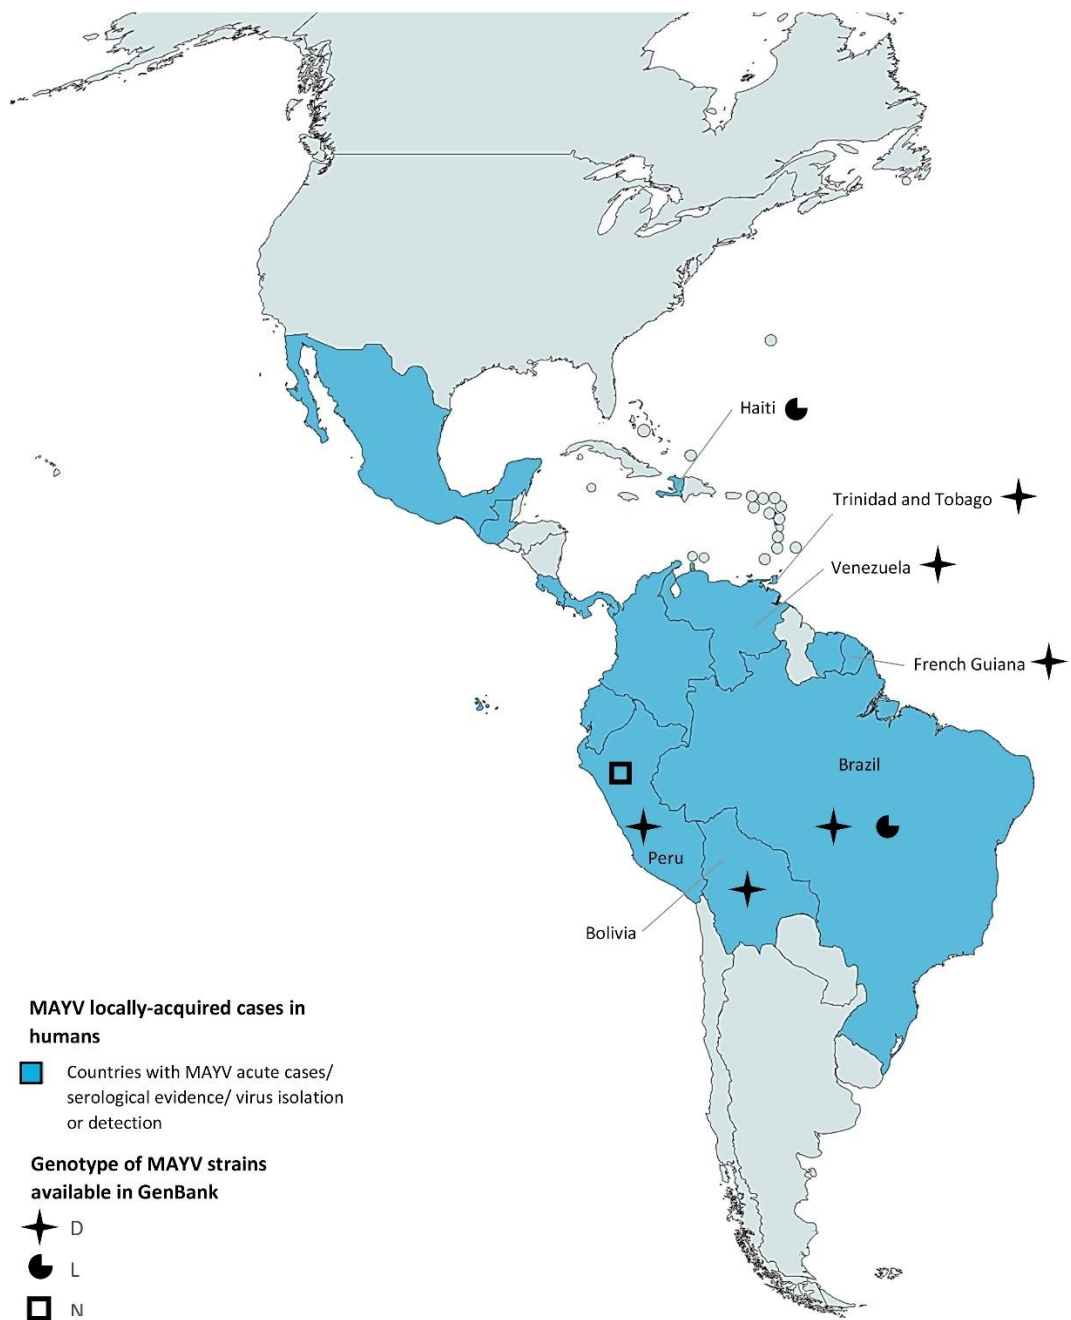 Haiti
Trinidad and Tobago
Venezuela
French Guiana
Brazil
Peru
Bolivia
MAYV locally-acquired cases in
humans
Countries with MAYV acute cases/
serological evidence/ virus isolation
or detection
Genotype of MAYV strains
available in GenBank
D
L
N